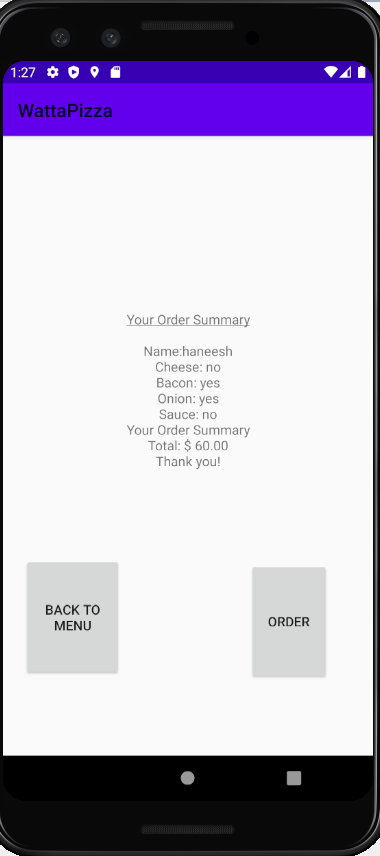 1:27
WattaPizza
Your Order Summary
Name:haneesh
Cheese: no
Bacon: yes
Onion: yes
Sauce: no
Your Order Summary
Total: $ 60.00
Thank you!
BACK TO
MENU
ORDER